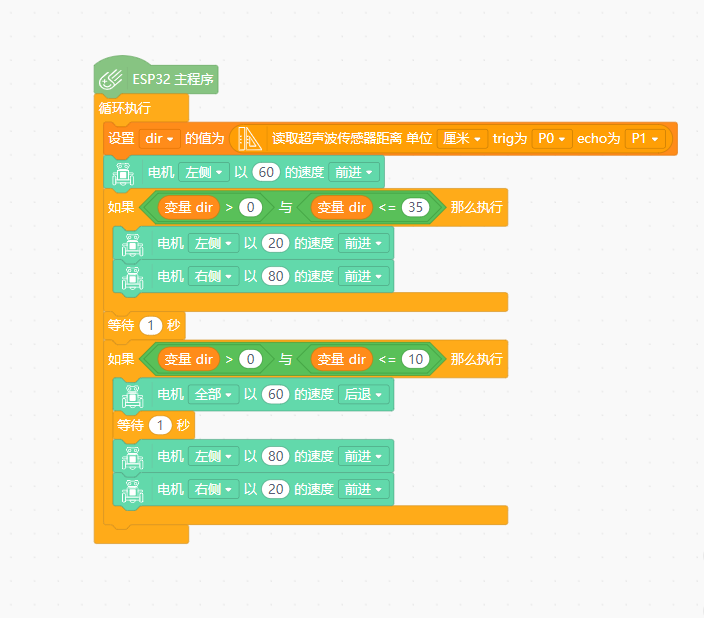 ESP32 主程序
循环执行
设置 dir 的值为 读取超声波传感器距离 单位 厘米 trig为 P0 echo为 P1
电机 左侧 以 60 的速度 前进
如果 变量 dir > 0 与 变量 dir <= 35 那么执行
电机 左侧 以 20 的速度 前进
电机 右侧 以 80 的速度 前进
等待 1 秒
如果 变量 dir > 0 与 变量 dir <= 10 那么执行
电机 全部 以 60 的速度 后退
等待 1 秒
电机 左侧 以 80 的速度 前进
电机 右侧 以 20 的速度 前进